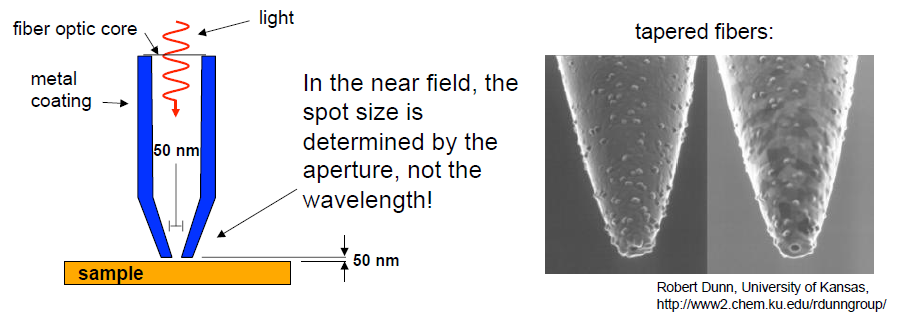 light
fiber optic core
metal
coating
50 nm
In the near field, the
spot size is
determined by the
aperture, not the
wavelength!
50 nm
sample
tapered fibers:
Robert Dunn, University of Kansas,
http://www2.chem.ku.edu/rdunngroup/